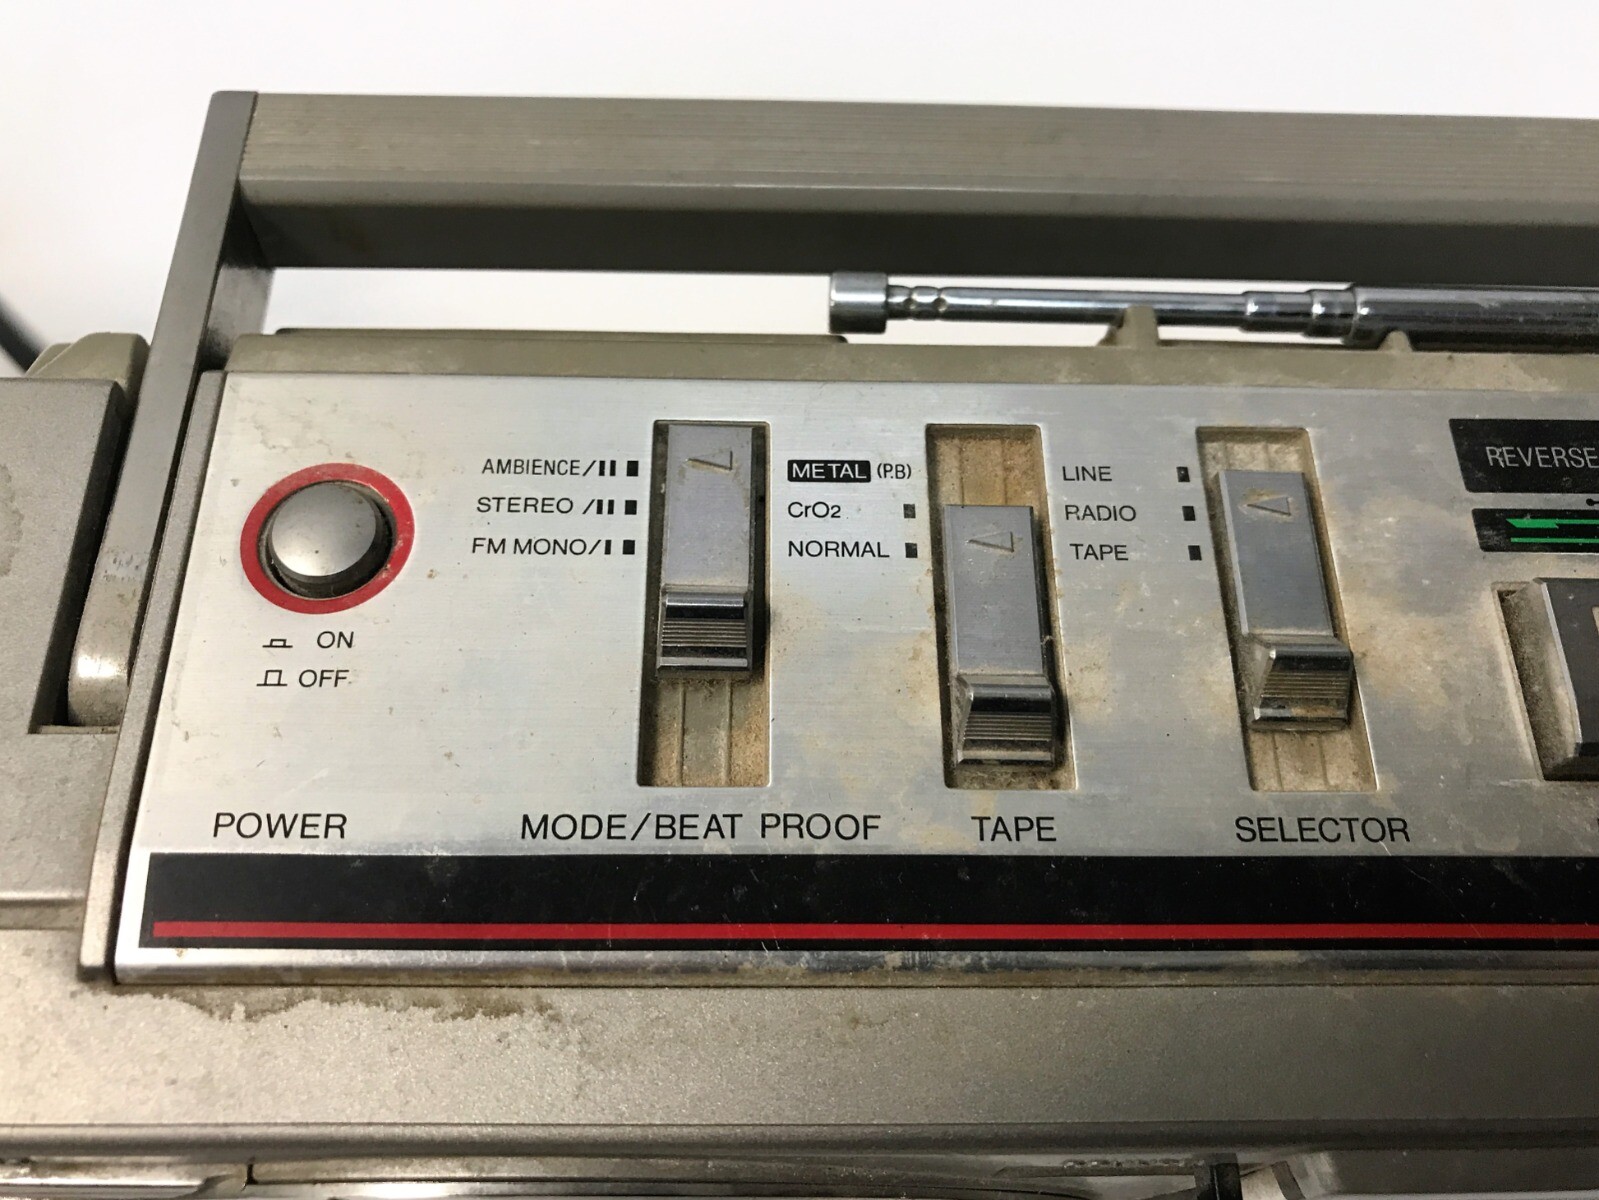 AMBIENCE/II
STEREO /II
FM MONO/I
METAL (P.B)
CrO2
NORMAL
LINE
RADIO
TAPE
REVERSE
ON
OFF
POWER
MODE/BEAT PROOF
TAPE
SELECTOR